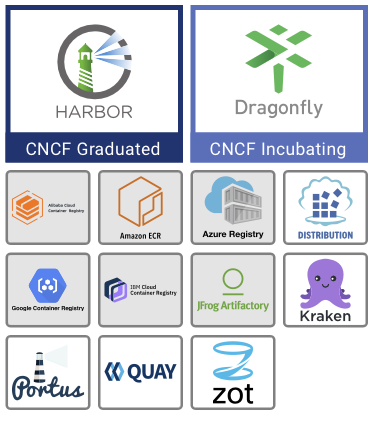 HARBOR
Dragonfly
CNCF Graduated
CNCF Incubating
Alibaba Cloud
Container Registry
Amazon ECR
Azure Registry
DISTRIBUTION
Google Container Registry
IBM Cloud
Container Registry
JFrog Artifactory
Kraken
Portus
QUAY
zot